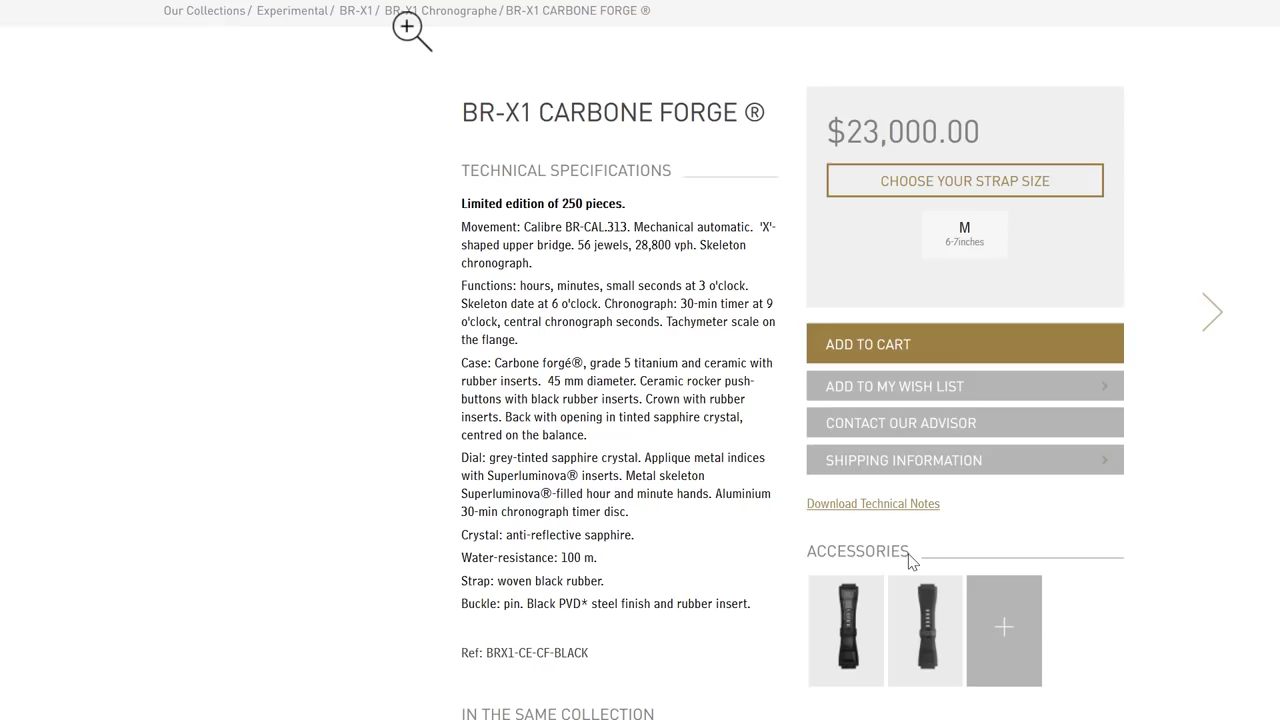 Our Collections / Experimental / BR-X1 / BR-X1 Chronographe / BR-X1 CARBONE FORGE ®
BR-X1 CARBONE FORGE ®
TECHNICAL SPECIFICATIONS
Limited edition of 250 pieces.
Movement: Calibre BR-CAL.313. Mechanical automatic. 'X'-
shaped upper bridge. 56 jewels, 28,800 vph. Skeleton
chronograph.
Functions: hours, minutes, small seconds at 3 o'clock.
Skeleton date at 6 o'clock. Chronograph: 30-min timer at 9
o'clock, central chronograph seconds. Tachymeter scale on
the flange.
Case: Carbone forgé®, grade 5 titanium and ceramic with
rubber inserts. 45 mm diameter. Ceramic rocker push-
buttons with black rubber inserts. Crown with rubber
inserts. Back with opening in tinted sapphire crystal,
centred on the balance.
Dial: grey-tinted sapphire crystal. Applique metal indices
with Superluminova® inserts. Metal skeleton
Superluminova®-filled hour and minute hands. Aluminium
30-min chronograph timer disc.
Crystal: anti-reflective sapphire.
Water-resistance: 100 m.
Strap: woven black rubber.
Buckle: pin. Black PVD* steel finish and rubber insert.
Ref: BRX1-CE-CF-BLACK
IN THE SAME COLLECTION
$23,000.00
CHOOSE YOUR STRAP SIZE
M
6-7inches
ADD TO CART
ADD TO MY WISH LIST
CONTACT OUR ADVISOR
SHIPPING INFORMATION
Download Technical Notes
ACCESSORIES